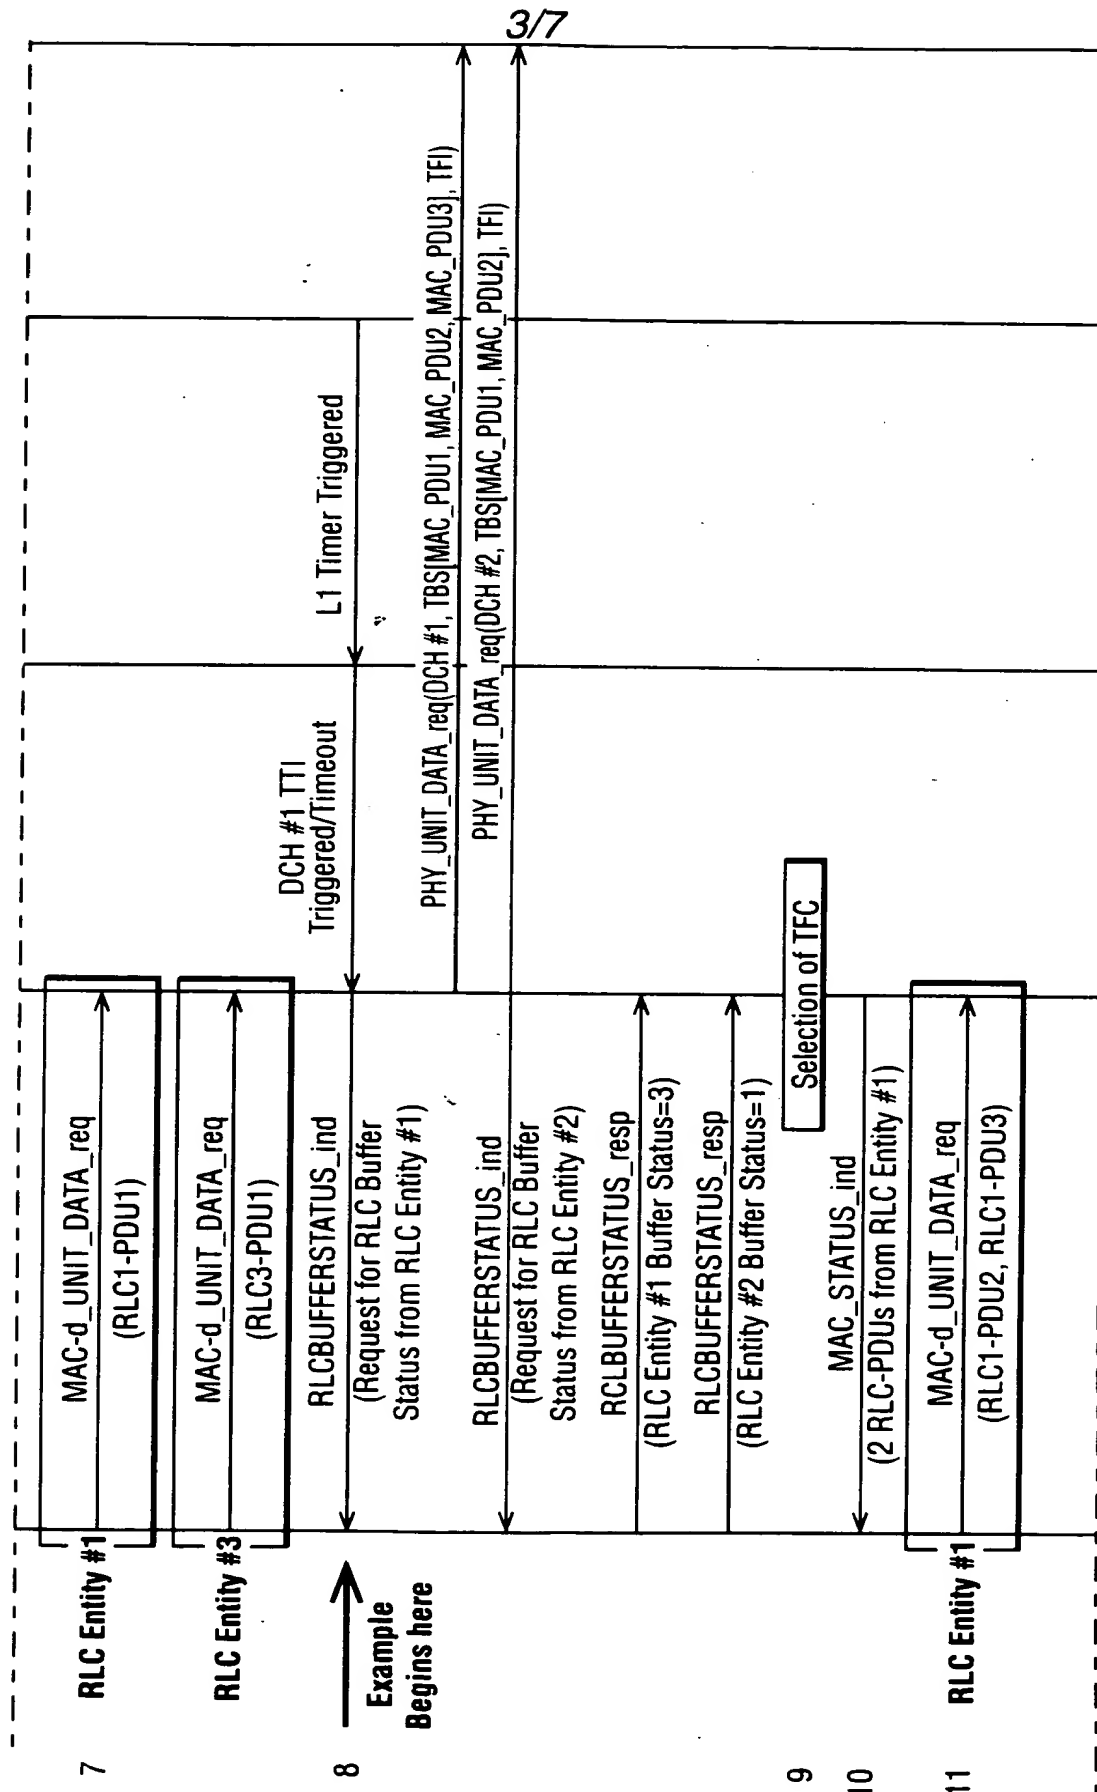 3/7
7
RLC Entity #1
MAC-d_UNIT_DATA_req
(RLC1-PDU1)
RLC Entity #3
MAC-d_UNIT_DATA_req
(RLC3-PDU1)
8
Example
Begins here
RLCBUFFERSTATUS_ind
(Request for RLC Buffer
Status from RLC Entity #1)
DCH #1 TTI
Triggered/Timeout
L1 Timer Triggered
PHY_UNIT_DATA_req(DCH #1, TBS[MAC_PDU1, MAC_PDU2, MAC_PDU3], TFI)
PHY_UNIT_DATA_req(DCH #2, TBS[MAC_PDU1, MAC_PDU2], TFI)
RLCBUFFERSTATUS_ind
(Request for RLC Buffer
Status from RLC Entity #2)
RCLBUFFERSTATUS_resp
(RLC Entity #1 Buffer Status=3)
RLCBUFFERSTATUS_resp
(RLC Entity #2 Buffer Status=1)
9
Selection of TFC
10
MAC_STATUS_ind
(2 RLC-PDUs from RLC Entity #1)
11
RLC Entity #1
MAC-d_UNIT_DATA_req
(RLC1-PDU2, RLC1-PDU3)